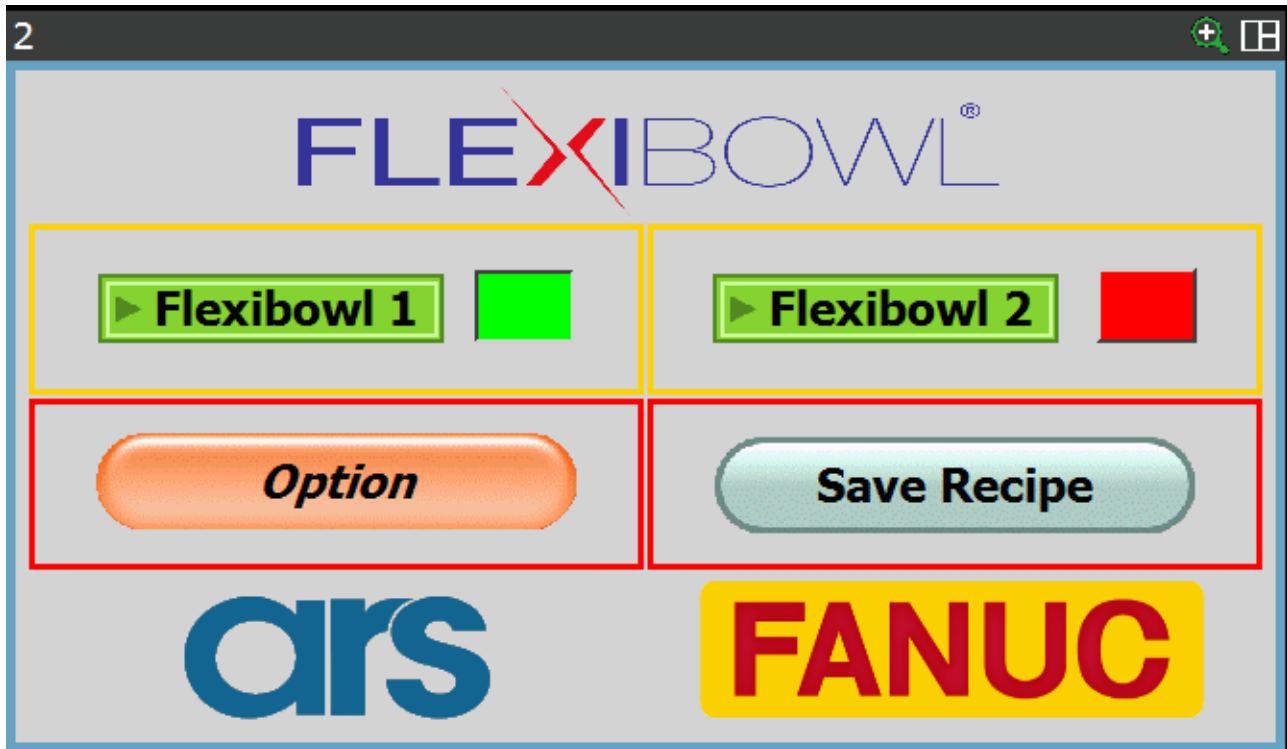 2
FLEXIBOWL®
Flexibowl 1
Flexibowl 2
Option
Save Recipe
ars
FANUC